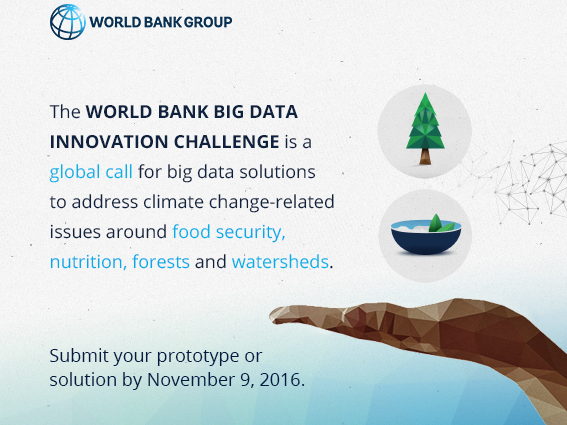 WORLD BANK GROUP
The WORLD BANK BIG DATA
INNOVATION CHALLENGE is a
global call for big data solutions
to address climate change-related
issues around food security,
nutrition, forests and watersheds.
Submit your prototype or
solution by November 9, 2016.